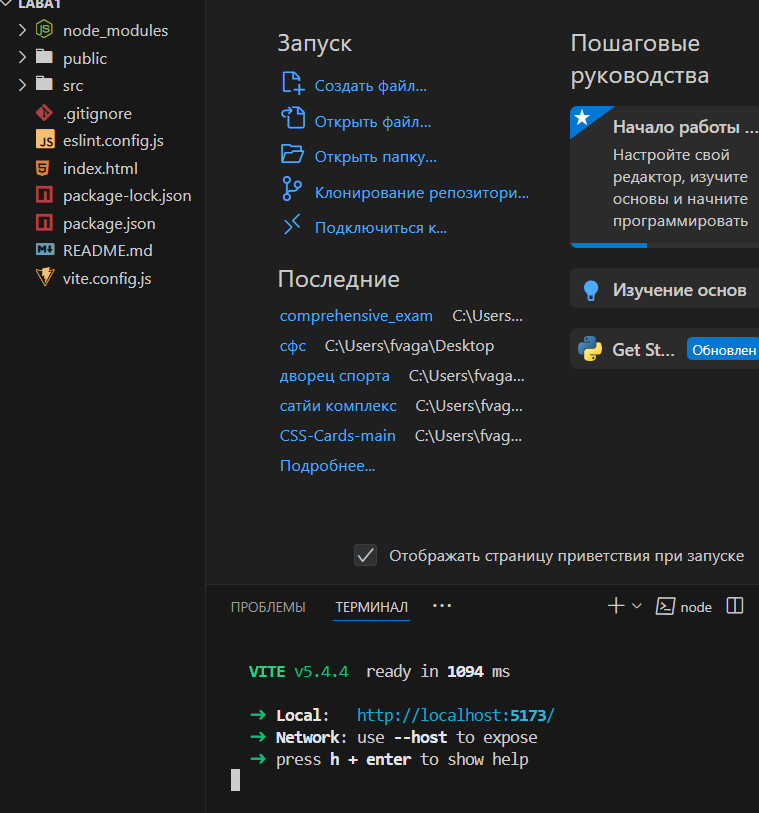 LABA1
node_modules
public
src
.gitignore
eslint.config.js
index.html
package-lock.json
package.json
README.md
vite.config.js
Запуск
Создать файл...
Открыть файл...
Открыть папку...
Клонирование репозитори...
Подключиться к...
Последние
comprehensive_exam C:\Users...
сфс C:\Users\fvaga\Desktop
дворец спорта C:\Users\fvaga...
сатйи комплекс C:\Users\fvag...
CSS-Cards-main C:\Users\fvag...
Подробнее...
Пошаговые
руководства
Начало работы ...
Настройте свой
редактор, изучите
основы и начните
программировать
Изучение основ
Get St... Обновлен
Отображать страницу приветствия при запуске
ПРОБЛЕМЫ ТЕРМИНАЛ ··· node
VITE v5.4.4 ready in 1094 ms
➜ Local: http://localhost:5173/
➜ Network: use --host to expose
➜ press h + enter to show help